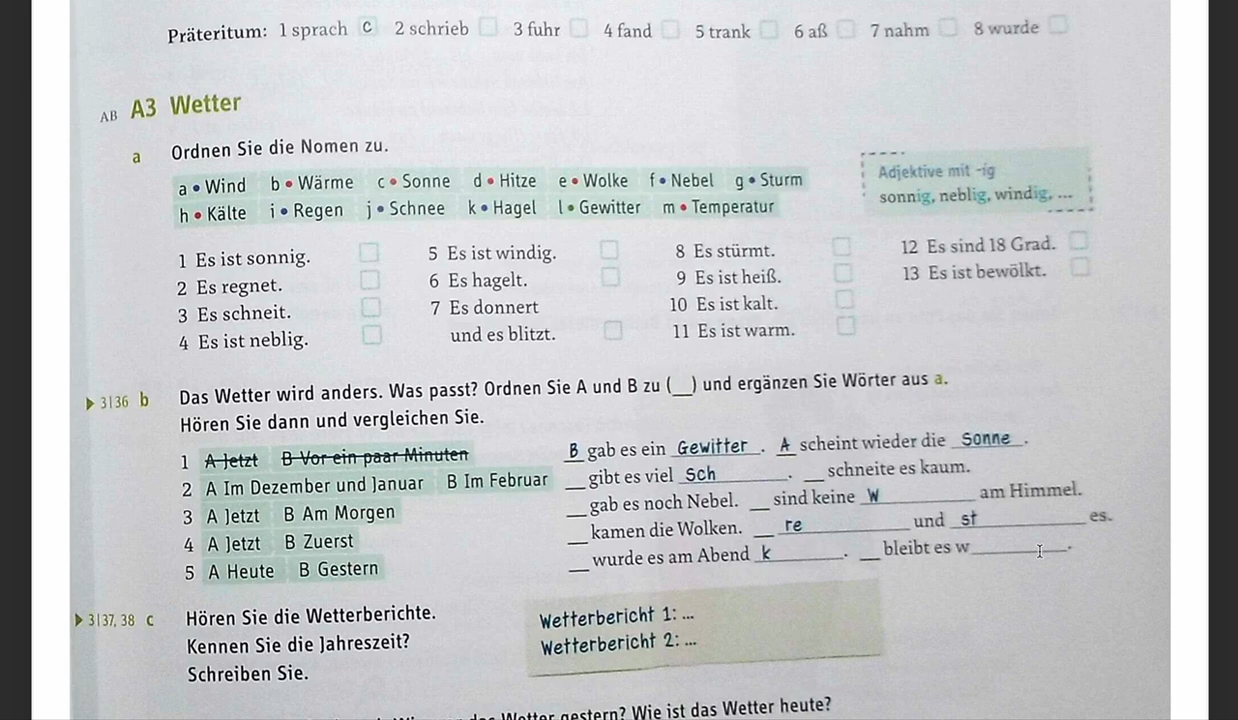 Präteritum: 1 sprach c 2 schrieb 3 fuhr 4 fand 5 trank 6 aß 7 nahm 8 wurde
AB A3 Wetter
a Ordnen Sie die Nomen zu.
a • Wind b • Wärme c • Sonne d • Hitze e • Wolke f • Nebel g • Sturm
h • Kälte i • Regen j • Schnee k • Hagel l • Gewitter m • Temperatur
Adjektive mit -ig
sonnig, neblig, windig, ...
1 Es ist sonnig.
2 Es regnet.
3 Es schneit.
4 Es ist neblig.
5 Es ist windig.
6 Es hagelt.
7 Es donnert
und es blitzt.
8 Es stürmt.
9 Es ist heiß.
10 Es ist kalt.
11 Es ist warm.
12 Es sind 18 Grad.
13 Es ist bewölkt.
▶ 3|36 b Das Wetter wird anders. Was passt? Ordnen Sie A und B zu (__) und ergänzen Sie Wörter aus a.
Hören Sie dann und vergleichen Sie.
1 A Jetzt B Vor ein paar Minuten B gab es ein Gewitter. A scheint wieder die Sonne.
2 A Im Dezember und Januar B Im Februar __ gibt es viel Sch________. __ schneite es kaum.
3 A Jetzt B Am Morgen __ gab es noch Nebel. __ sind keine W_________ am Himmel.
4 A Jetzt B Zuerst __ kamen die Wolken. __ re__________ und st__________ es.
5 A Heute B Gestern __ wurde es am Abend k_______. __ bleibt es w_________.
▶ 3|37, 38 c Hören Sie die Wetterberichte.
Kennen Sie die Jahreszeit?
Schreiben Sie.
Wetterbericht 1: ...
Wetterbericht 2: ...
Wetter gestern? Wie ist das Wetter heute?